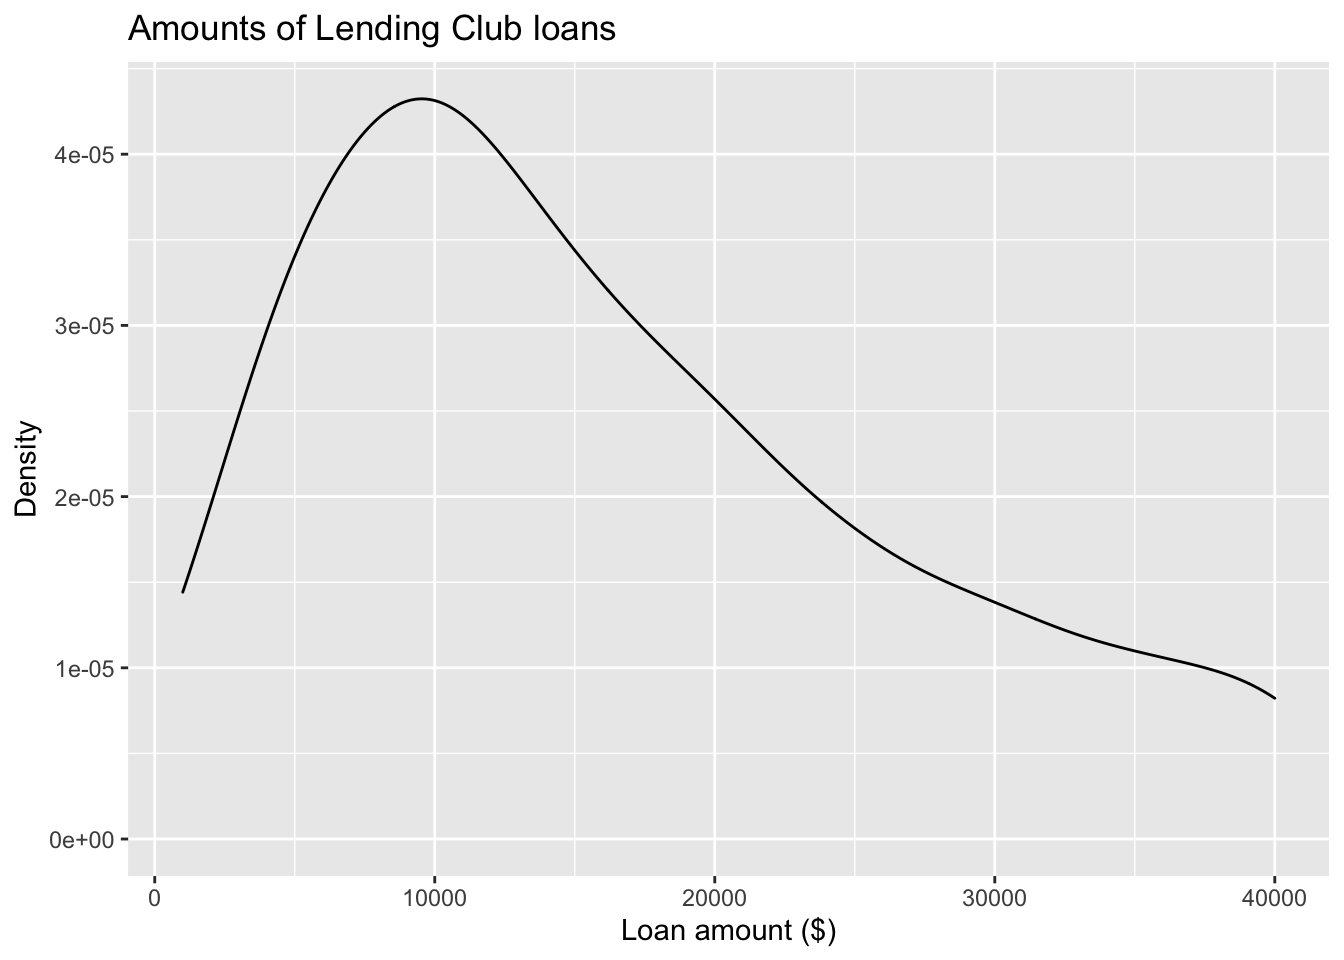 Amounts of Lending Club loans
4e-05
3e-05
2e-05
1e-05
0e+00
Density
0 10000 20000 30000 40000
Loan amount ($)